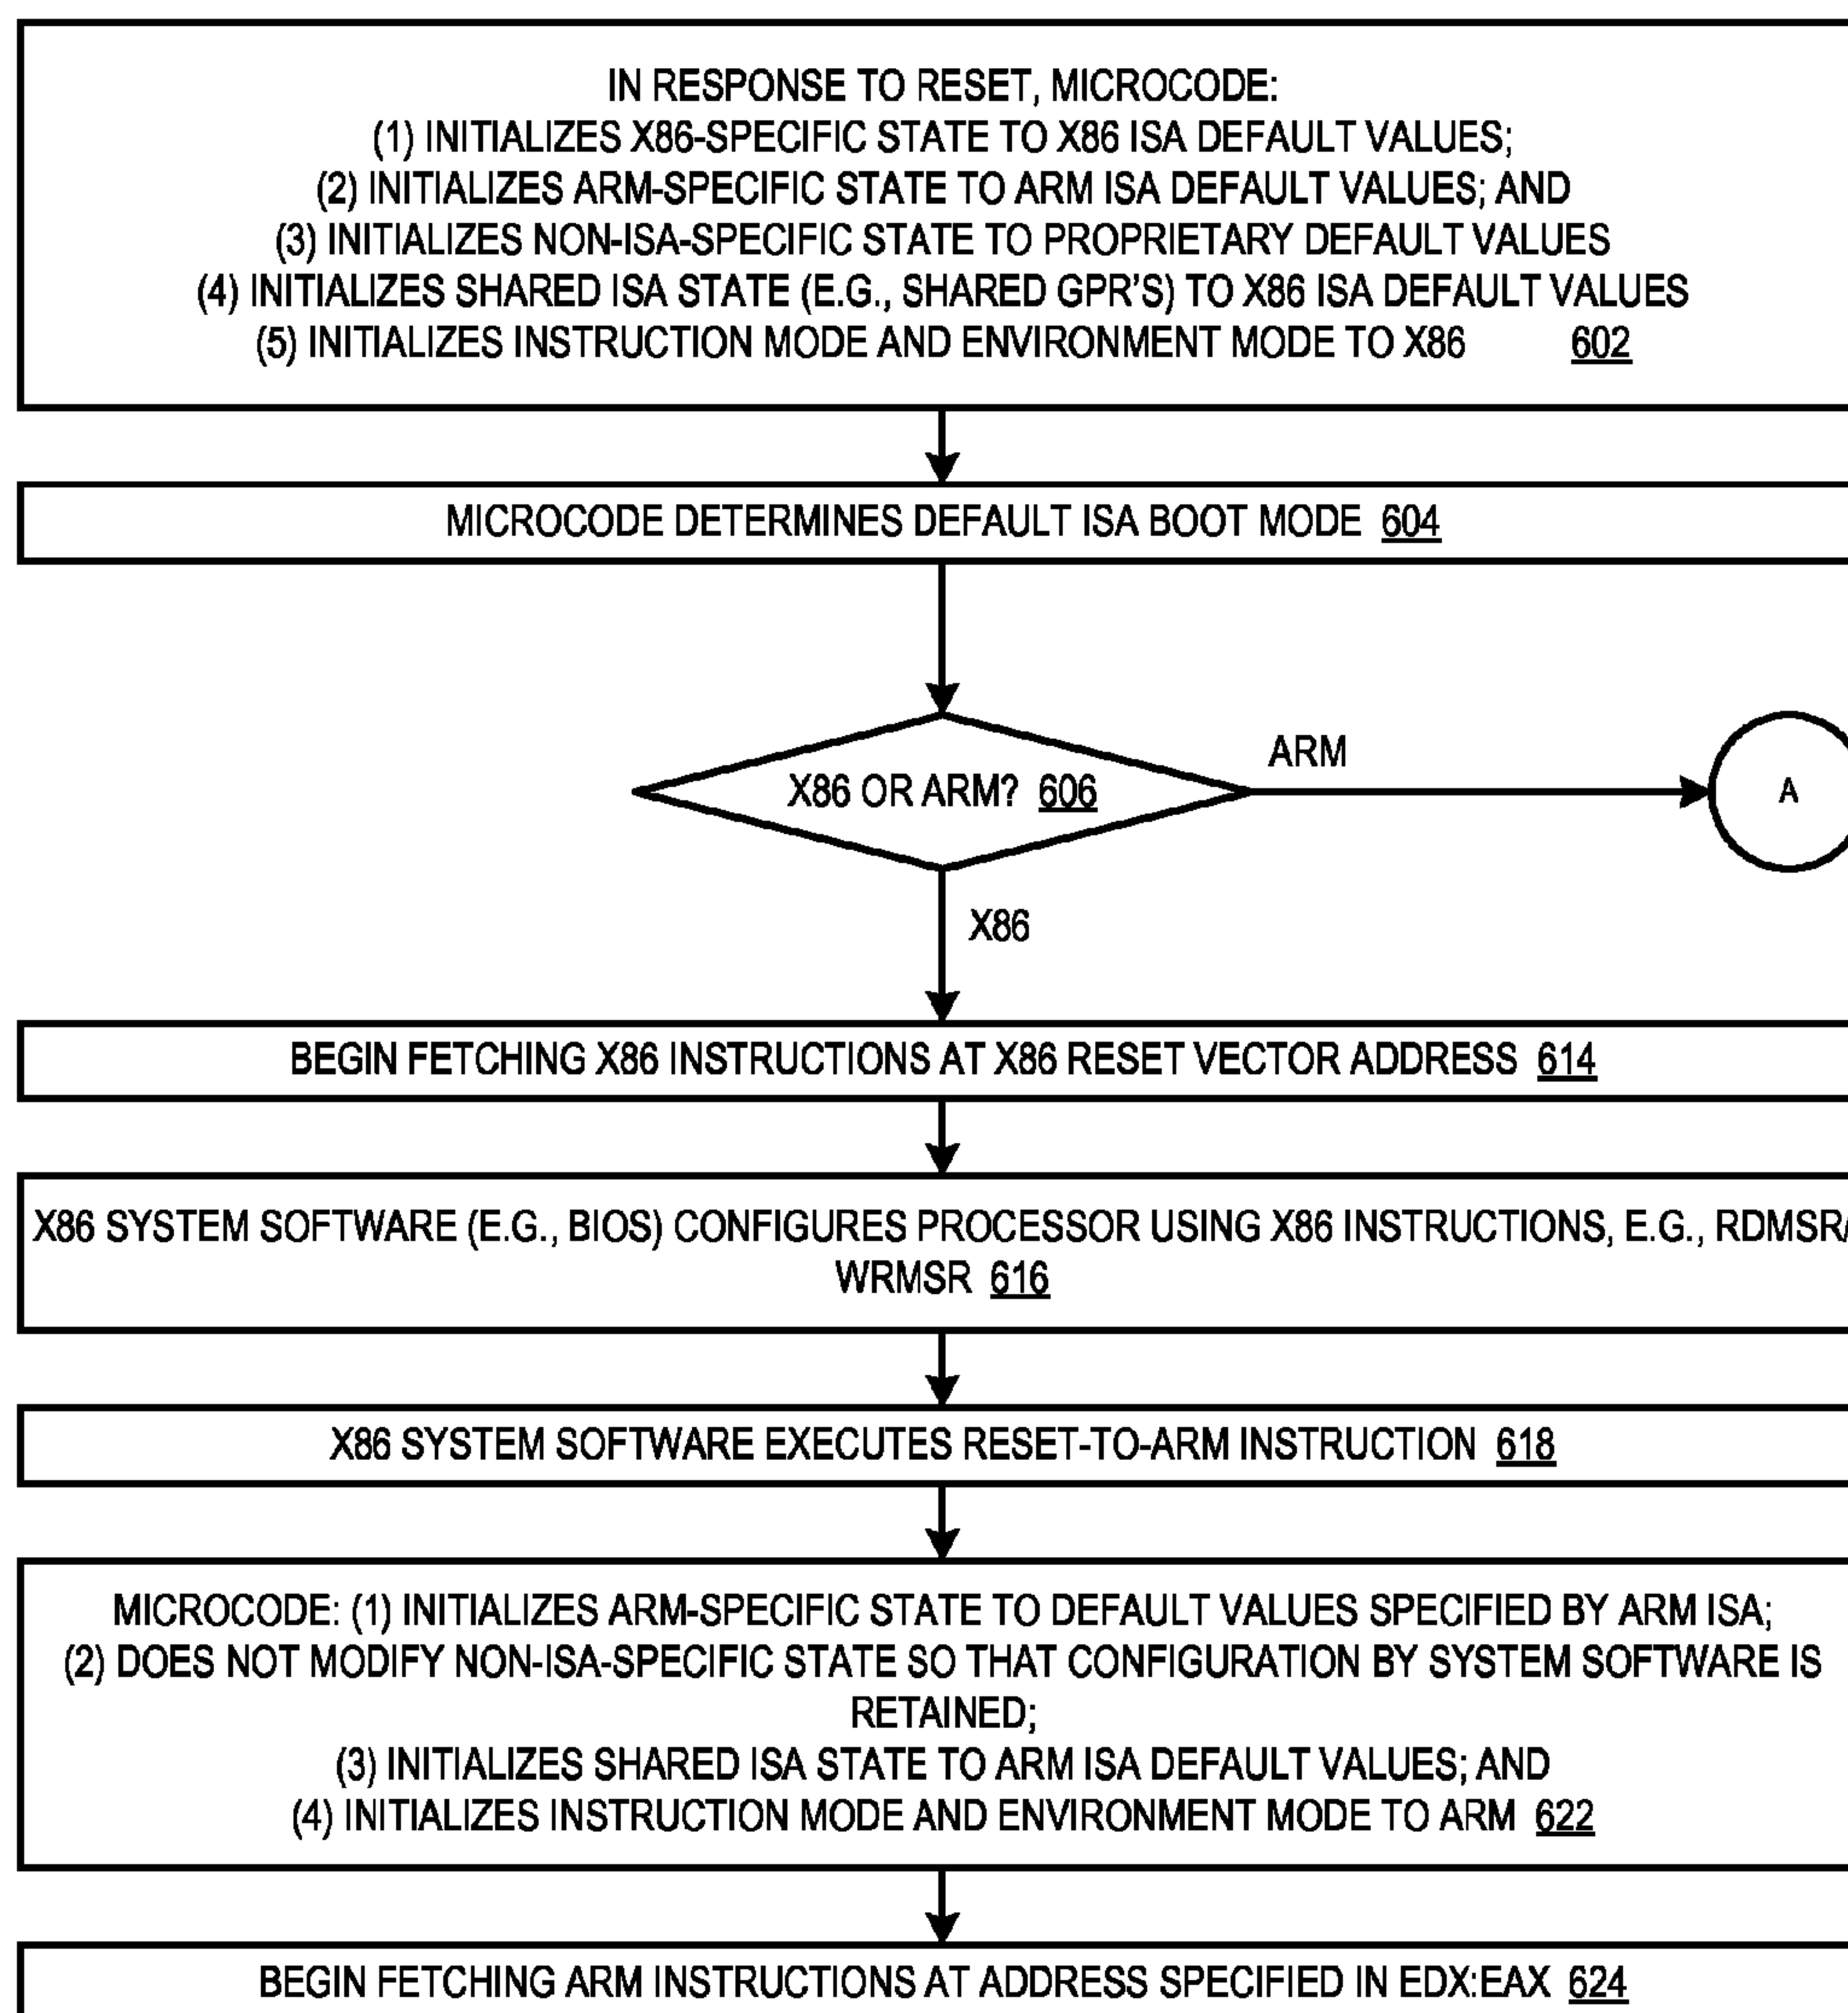 IN RESPONSE TO RESET, MICROCODE:
(1) INITIALIZES X86-SPECIFIC STATE TO X86 ISA DEFAULT VALUES;
(2) INITIALIZES ARM-SPECIFIC STATE TO ARM ISA DEFAULT VALUES; AND
(3) INITIALIZES NON-ISA-SPECIFIC STATE TO PROPRIETARY DEFAULT VALUES
(4) INITIALIZES SHARED ISA STATE (E.G., SHARED GPR'S) TO X86 ISA DEFAULT VALUES
(5) INITIALIZES INSTRUCTION MODE AND ENVIRONMENT MODE TO X86 602
MICROCODE DETERMINES DEFAULT ISA BOOT MODE 604
ARM
X86 OR ARM? 606
A
X86
BEGIN FETCHING X86 INSTRUCTIONS AT X86 RESET VECTOR ADDRESS 614
X86 SYSTEM SOFTWARE (E.G., BIOS) CONFIGURES PROCESSOR USING X86 INSTRUCTIONS, E.G., RDMSR/
WRMSR 616
X86 SYSTEM SOFTWARE EXECUTES RESET-TO-ARM INSTRUCTION 618
MICROCODE: (1) INITIALIZES ARM-SPECIFIC STATE TO DEFAULT VALUES SPECIFIED BY ARM ISA;
(2) DOES NOT MODIFY NON-ISA-SPECIFIC STATE SO THAT CONFIGURATION BY SYSTEM SOFTWARE IS
RETAINED;
(3) INITIALIZES SHARED ISA STATE TO ARM ISA DEFAULT VALUES; AND
(4) INITIALIZES INSTRUCTION MODE AND ENVIRONMENT MODE TO ARM 622
BEGIN FETCHING ARM INSTRUCTIONS AT ADDRESS SPECIFIED IN EDX:EAX 624